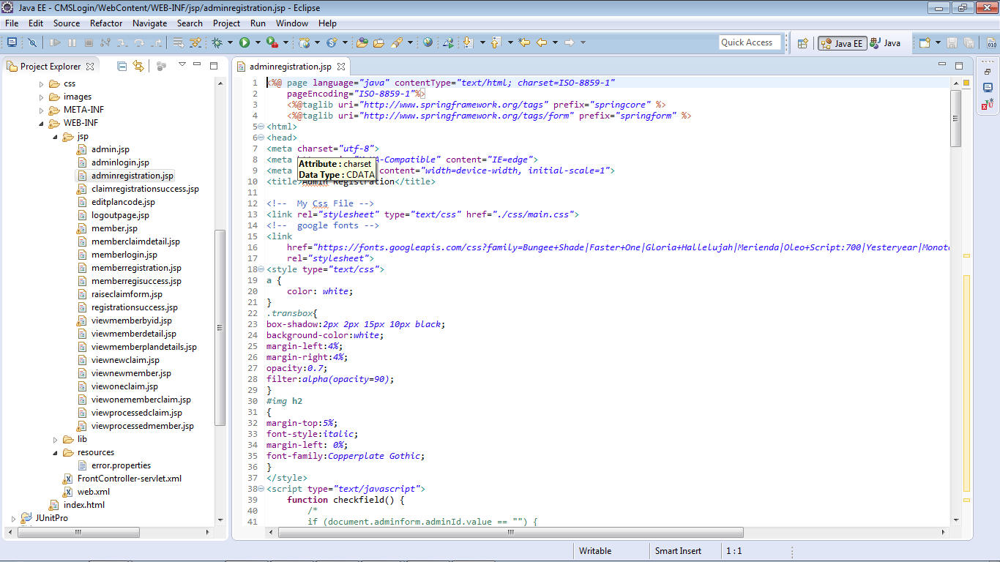 Java EE - CMSLogin/WebContent/WEB-INF/jsp/adminregistration.jsp - Eclipse
File Edit Source Refactor Navigate Search Project Run Window Help
Quick Access
Java EE
Java
Project Explorer
css
images
META-INF
WEB-INF
jsp
admin.jsp
adminlogin.jsp
adminregistration.jsp
claimregistrationsuccess.jsp
editplancode.jsp
logoutpage.jsp
member.jsp
memberclaimdetail.jsp
memberlogin.jsp
memberregistration.jsp
memberregisuccess.jsp
raiseclaimform.jsp
registrationsuccess.jsp
viewmemberbyid.jsp
viewmemberdetail.jsp
viewmemberplandetails.jsp
viewnewclaim.jsp
viewnewmember.jsp
viewoneclaim.jsp
viewonememberclaim.jsp
viewprocessedclaim.jsp
viewprocessedmember.jsp
lib
resources
error.properties
FrontController-servlet.xml
web.xml
index.html
JUnitPro
adminregistration.jsp
1 <%@ page language="java" contentType="text/html; charset=ISO-8859-1"
2 pageEncoding="ISO-8859-1"%>
3 <%@taglib uri="http://www.springframework.org/tags" prefix="springcore" %>
4 <%@taglib uri="http://www.springframework.org/tags/form" prefix="springform" %>
5 <html>
6 <head>
7 <meta charset="utf-8">
8 <meta -Compatible" content="IE=edge">
9 <meta content="width=device-width, initial-scale=1">
10 <title>Admin Registration</title>
Attribute : charset
Data Type : CDATA
11
12 <!-- My Css File -->
13 <link rel="stylesheet" type="text/css" href="./css/main.css">
14 <!-- google fonts -->
15 <link
16 href="https://fonts.googleapis.com/css?family=Bungee+Shade|Faster+One|Gloria+Hallelujah|Merienda|Oleo+Script:700|Yesteryear|Monot
17 rel="stylesheet">
18 <style type="text/css">
19 a {
20 color: white;
21 }
22 .transbox{
23 box-shadow:2px 2px 15px 10px black;
24 background-color:white;
25 margin-left:4%;
26 margin-right:4%;
27 opacity:0.7;
28 filter:alpha(opacity=90);
29 }
30 #img h2
31 {
32 margin-top:5%;
33 font-style:italic;
34 margin-left: 0%;
35 font-family:Copperplate Gothic;
36 }
37 </style>
38 <script type="text/javascript">
39 function checkfield() {
40 /*
41 if (document.adminform.adminId.value == "") {
Writable
Smart Insert
1 : 1